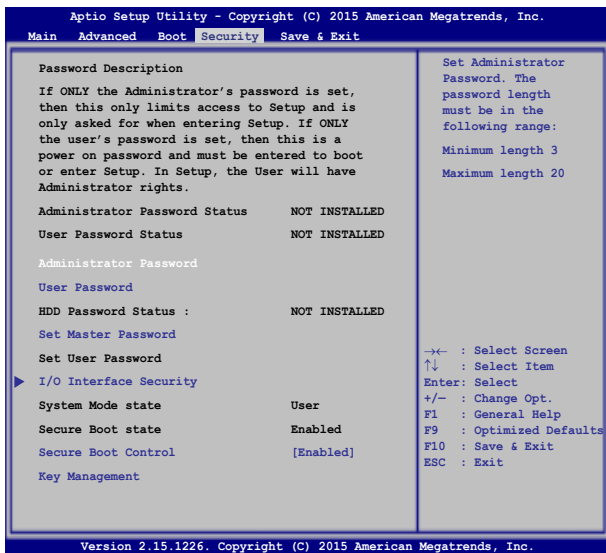 Aptio Setup Utility - Copyright (C) 2015 American Megatrends, Inc.
Main Advanced Boot Security Save & Exit
Password Description
If ONLY the Administrator's password is set,
then this only limits access to Setup and is
only asked for when entering Setup. If ONLY
the user's password is set, then this is a
power on password and must be entered to boot
or enter Setup. In Setup, the User will have
Administrator rights.
Administrator Password Status NOT INSTALLED
User Password Status NOT INSTALLED
Administrator Password
User Password
HDD Password Status : NOT INSTALLED
Set Master Password
Set User Password
I/O Interface Security
System Mode state User
Secure Boot state Enabled
Secure Boot Control [Enabled]
Key Management
Set Administrator
Password. The
password length
must be in the
following range:
Minimum length 3
Maximum length 20
→← : Select Screen
↑↓ : Select Item
Enter: Select
+/— : Change Opt.
F1 : General Help
F9 : Optimized Defaults
F10 : Save & Exit
ESC : Exit
Version 2.15.1226. Copyright (C) 2015 American Megatrends, Inc.